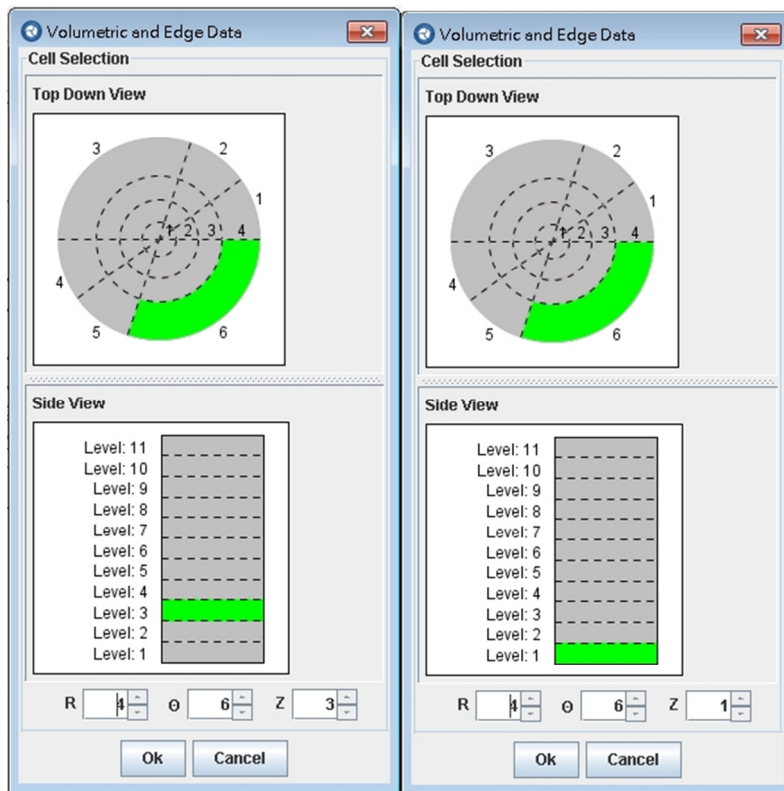 Volumetric and Edge Data
Cell Selection
Top Down View
3
2
1
1 2 3 4
4
5
6
Side View
Level: 11
Level: 10
Level: 9
Level: 8
Level: 7
Level: 6
Level: 5
Level: 4
Level: 3
Level: 2
Level: 1
R 4 Θ 6 Z 3
Ok Cancel
Volumetric and Edge Data
Cell Selection
Top Down View
3
2
1
1 2 3 4
4
5
6
Side View
Level: 11
Level: 10
Level: 9
Level: 8
Level: 7
Level: 6
Level: 5
Level: 4
Level: 3
Level: 2
Level: 1
R 4 Θ 6 Z 1
Ok Cancel